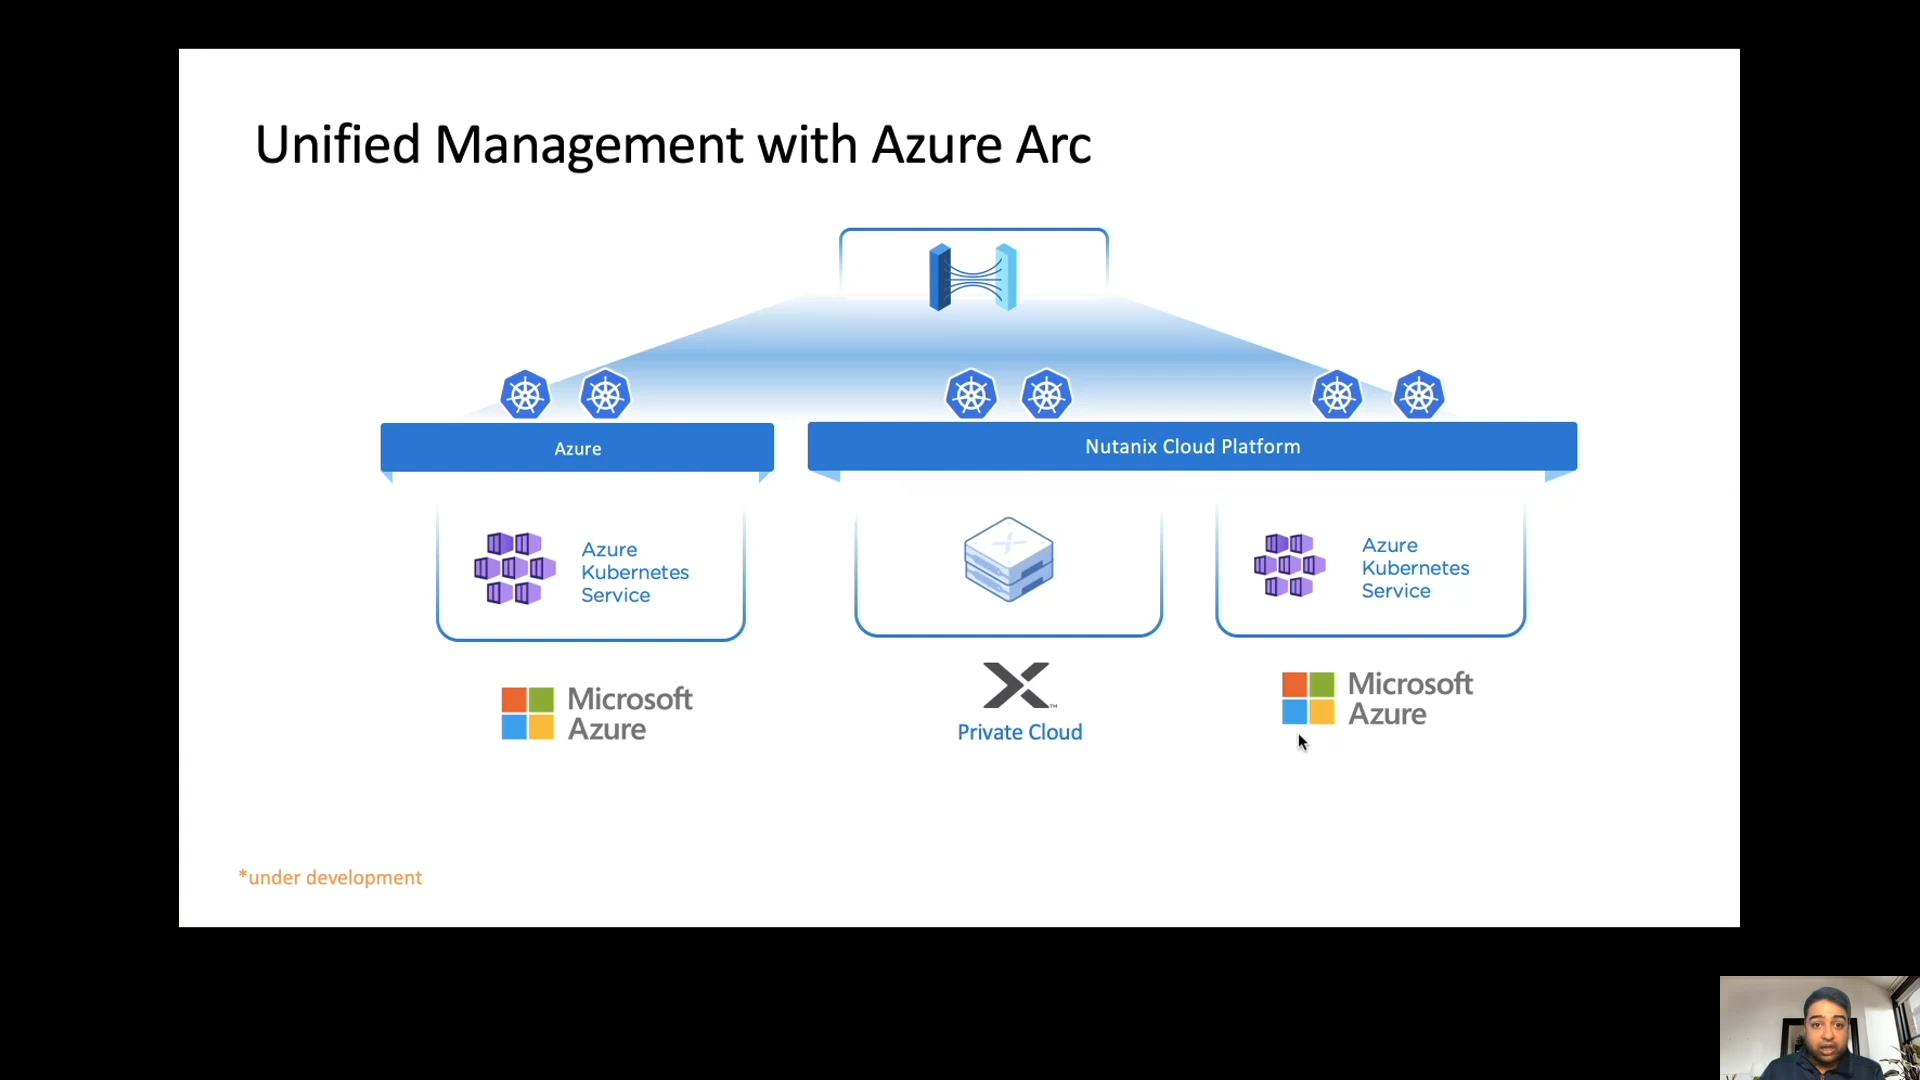 Unified Management with Azure Arc
Azure
Nutanix Cloud Platform
Azure
Kubernetes
Service
Azure
Kubernetes
Service
Microsoft
Azure
™
Private Cloud
Microsoft
Azure
*under development